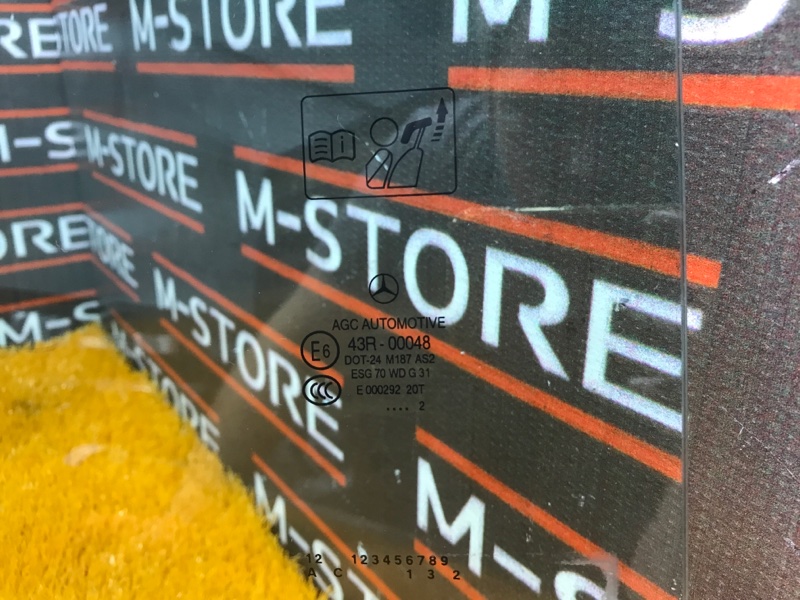 M-STORE
M-STORE
M-STORE
M-STORE
M-STORE
AGC AUTOMOTIVE
E6 43R - 00048
DOT-24 M187 AS2
ESG 70 WD G 31
CCC E 000292 20T
.... 2
M-STORE
12 123456789
A C 1 3 2